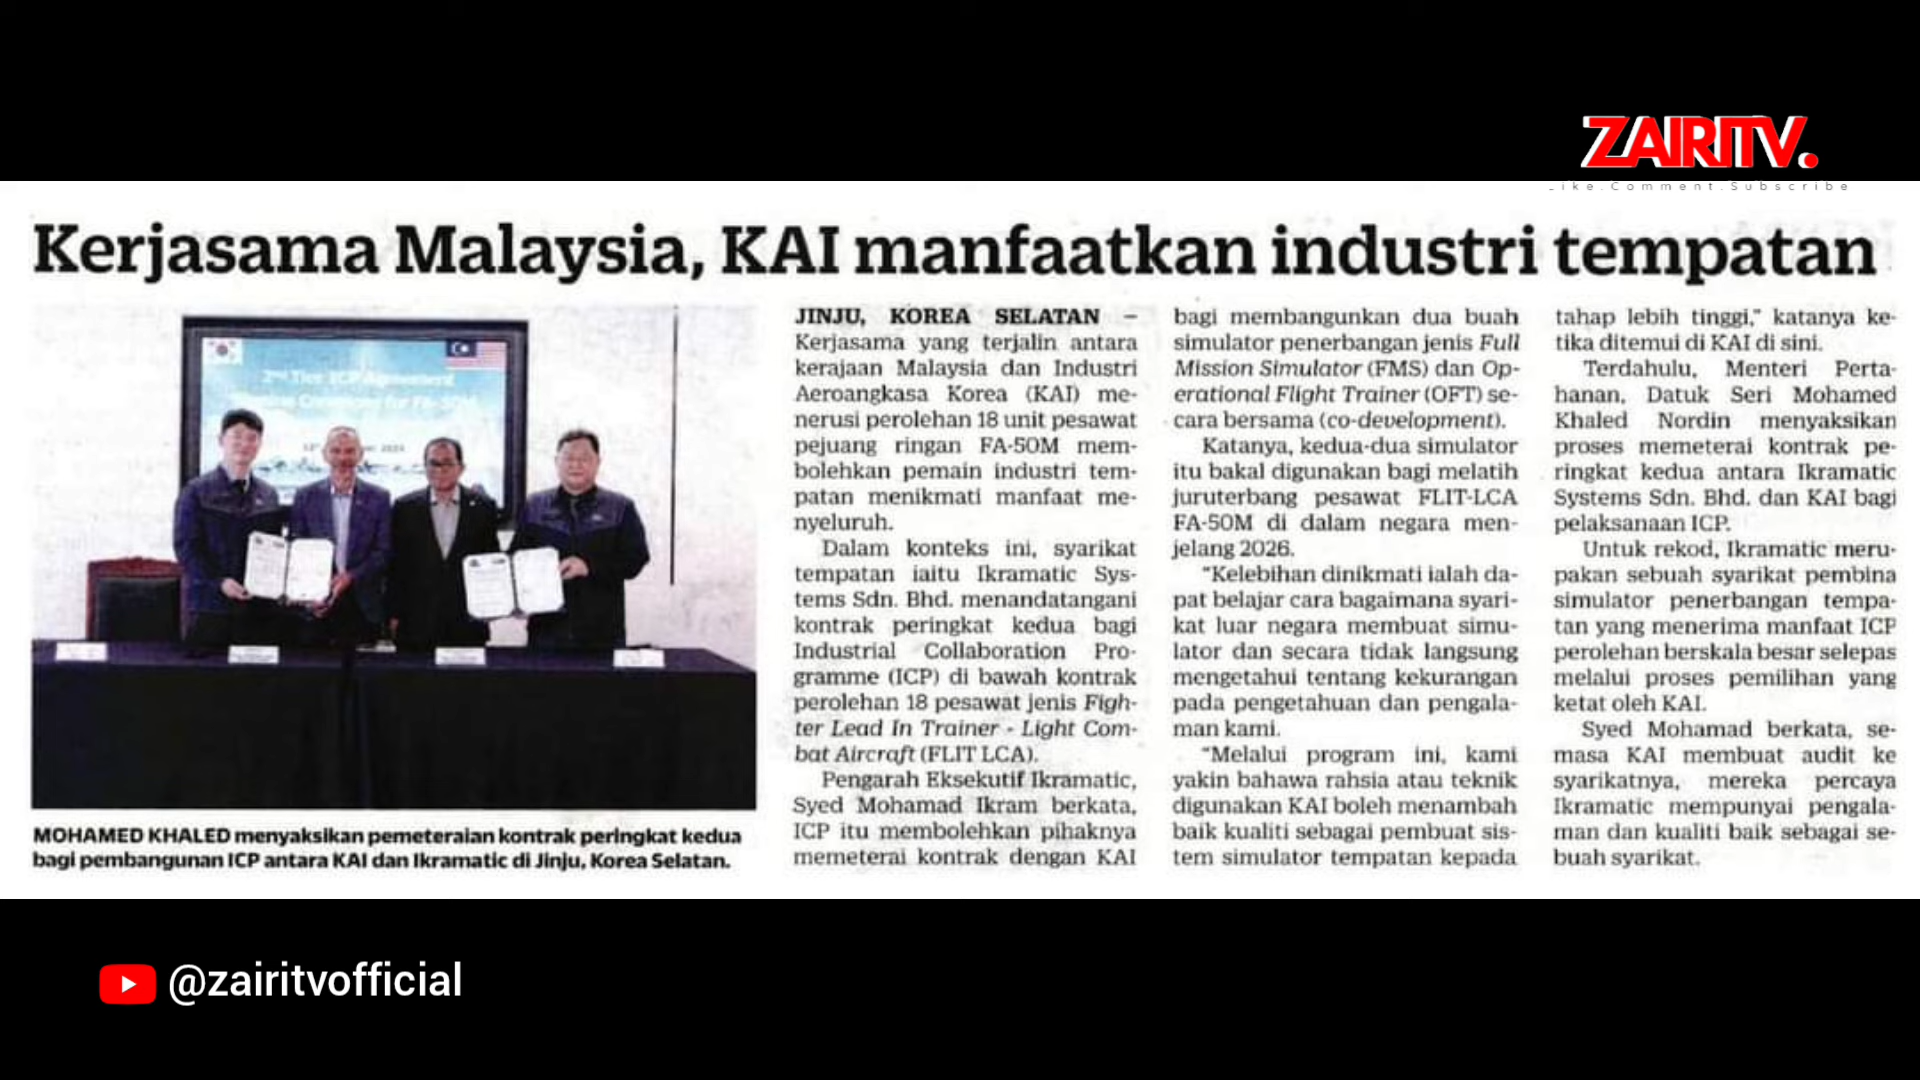 ZAIRITV.
ike.Comment.Subscribe
Kerjasama Malaysia, KAI manfaatkan industri tempatan
2nd Tier ICP Agreement
Ceremony for FA-50M
MOHAMED KHALED menyaksikan pemeteraian kontrak peringkat kedua
bagi pembangunan ICP antara KAI dan Ikramatic di Jinju, Korea Selatan.
JINJU, KOREA SELATAN –
Kerjasama yang terjalin antara
kerajaan Malaysia dan Industri
Aeroangkasa Korea (KAI) me-
nerusi perolehan 18 unit pesawat
pejuang ringan FA-50M mem-
bolehkan pemain industri tem-
patan menikmati manfaat me-
nyeluruh.
Dalam konteks ini, syarikat
tempatan iaitu Ikramatic Sys-
tems Sdn. Bhd. menandatangani
kontrak peringkat kedua bagi
Industrial Collaboration Pro-
gramme (ICP) di bawah kontrak
perolehan 18 pesawat jenis Figh-
ter Lead In Trainer - Light Com-
bat Aircraft (FLIT LCA).
Pengarah Eksekutif Ikramatic,
Syed Mohamad Ikram berkata,
ICP itu membolehkan pihaknya
memeterai kontrak dengan KAI
bagi membangunkan dua buah
simulator penerbangan jenis Full
Mission Simulator (FMS) dan Op-
erational Flight Trainer (OFT) se-
cara bersama (co-development).
Katanya, kedua-dua simulator
itu bakal digunakan bagi melatih
juruterbang pesawat FLIT-LCA
FA-50M di dalam negara men-
jelang 2026.
"Kelebihan dinikmati ialah da-
pat belajar cara bagaimana syari-
kat luar negara membuat simu-
lator dan secara tidak langsung
mengetahui tentang kekurangan
pada pengetahuan dan pengala-
man kami.
"Melalui program ini, kami
yakin bahawa rahsia atau teknik
digunakan KAI boleh menambah
baik kualiti sebagai pembuat sis-
tem simulator tempatan kepada
tahap lebih tinggi," katanya ke-
tika ditemui di KAI di sini.
Terdahulu, Menteri Perta-
hanan, Datuk Seri Mohamed
Khaled Nordin menyaksikan
proses memeterai kontrak pe-
ringkat kedua antara Ikramatic
Systems Sdn. Bhd. dan KAI bagi
pelaksanaan ICP.
Untuk rekod, Ikramatic meru-
pakan sebuah syarikat pembina
simulator penerbangan tempa-
tan yang menerima manfaat ICP
perolehan berskala besar selepas
melalui proses pemilihan yang
ketat oleh KAI.
Syed Mohamad berkata, se-
masa KAI membuat audit ke
syarikatnya, mereka percaya
Ikramatic mempunyai pengala-
man dan kualiti baik sebagai se-
buah syarikat.
@zairitvofficial